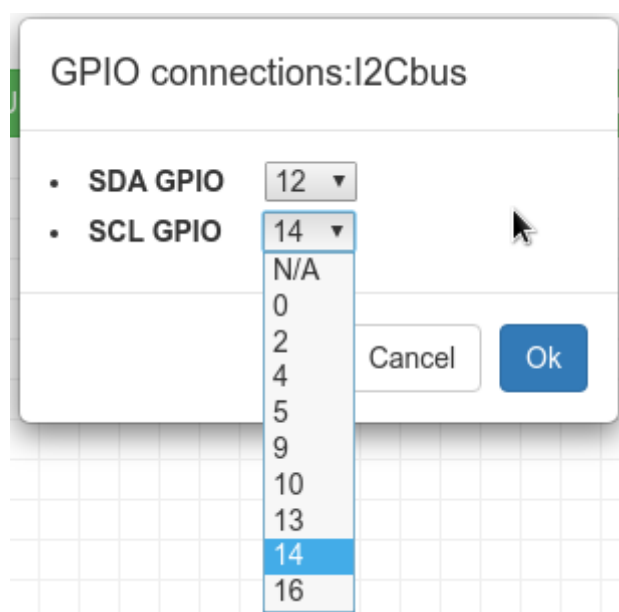 GPIO connections:I2Cbus
• SDA GPIO 12
• SCL GPIO 14
N/A
0
2
4
5
9
10
13
14
16
Cancel
Ok